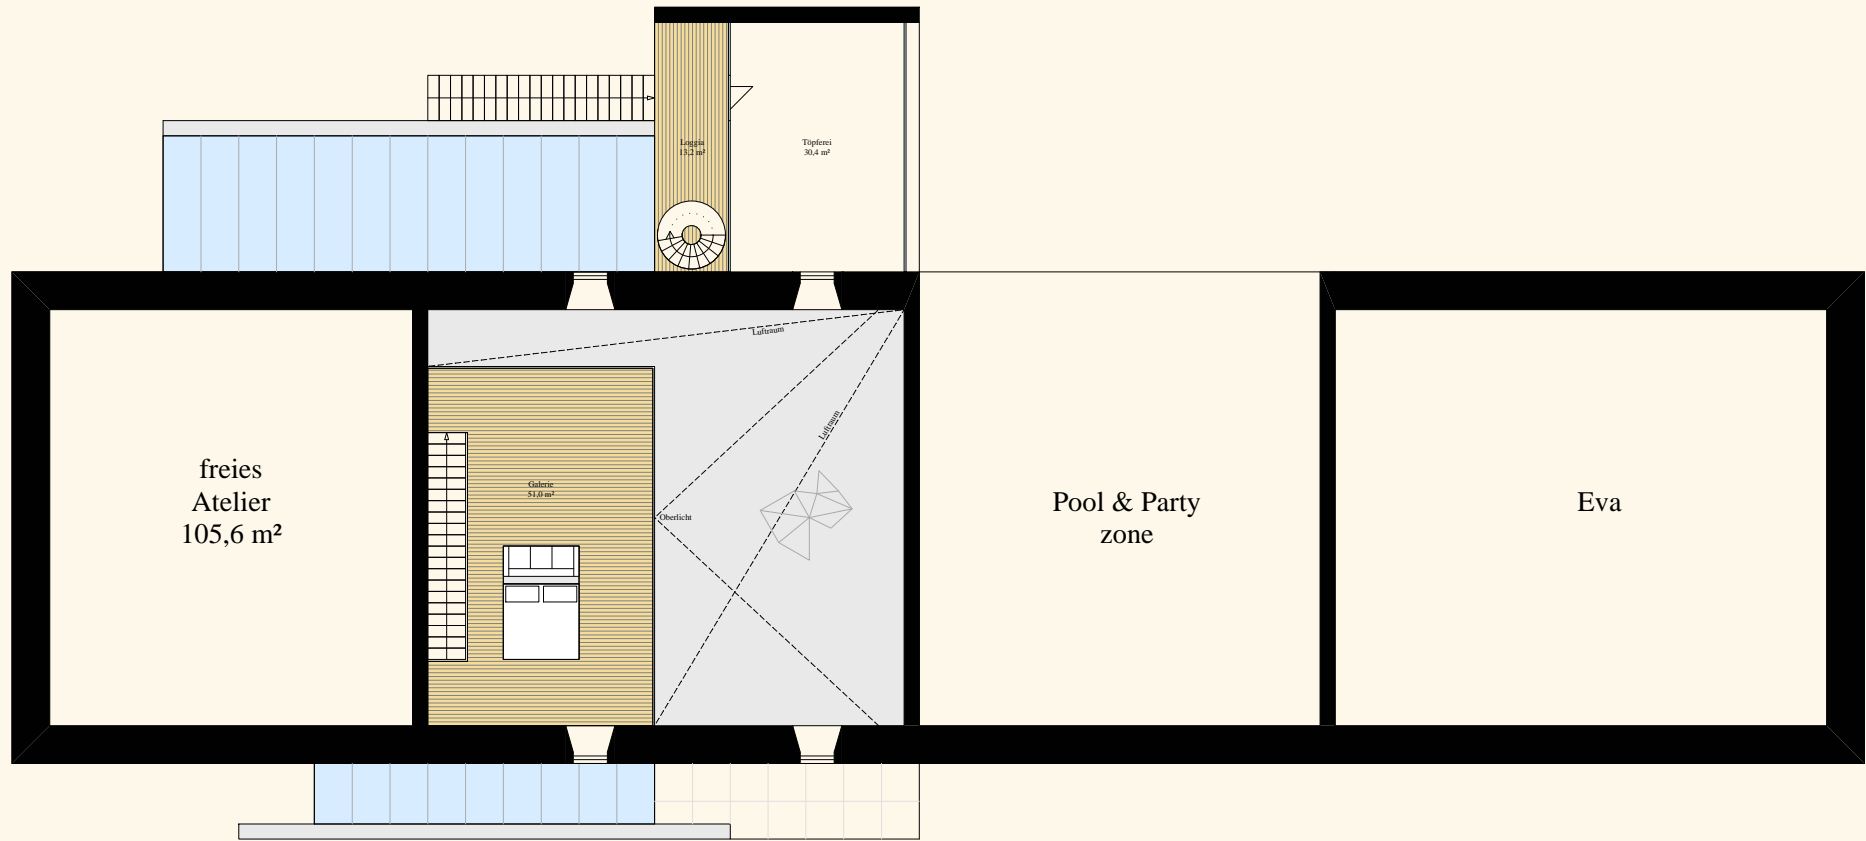 Loggia
13,2 m²
Töpferei
30,4 m²
Luftraum
Luftraum
freies
Atelier
105,6 m²
Galerie
51,0 m²
Oberlicht
Pool & Party
zone
Eva